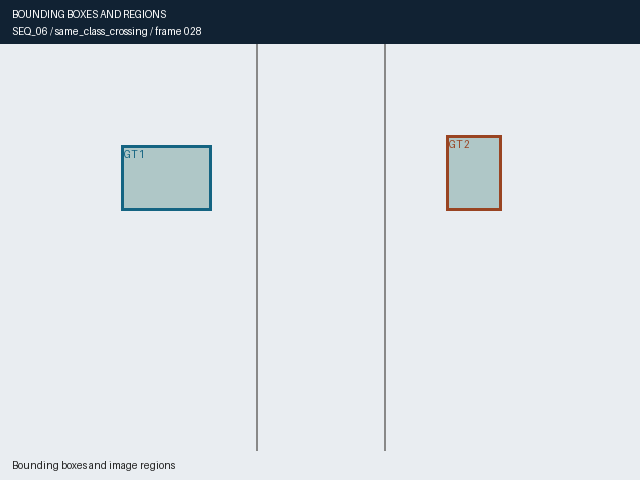 BOUNDING BOXES AND REGIONS
SEQ_06 / same_class_crossing / frame 028
GT1
GT2
Bounding boxes and image regions